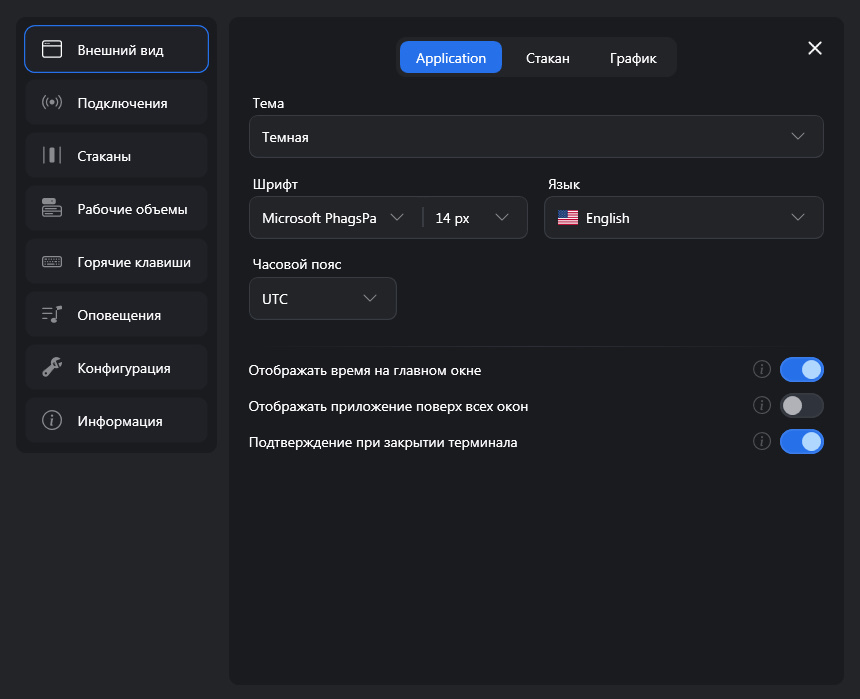 Внешний вид
Подключения
Стаканы
Рабочие объемы
Горячие клавиши
Оповещения
Конфигурация
Информация
Application Стакан График
Тема
Темная
Шрифт Язык
Microsoft PhagsPa 14 px English
Часовой пояс
UTC
Отображать время на главном окне
Отображать приложение поверх всех окон
Подтверждение при закрытии терминала